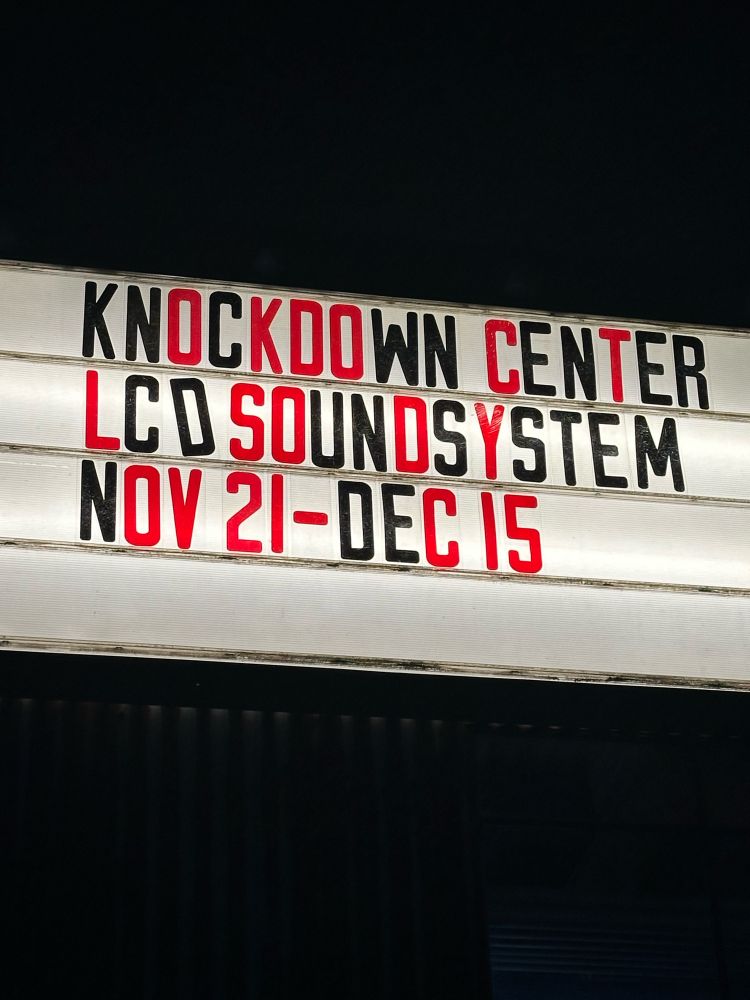 KNOCKDOWN CENTER
LCD SOUNDSYSTEM
NOV 21-DEC 15